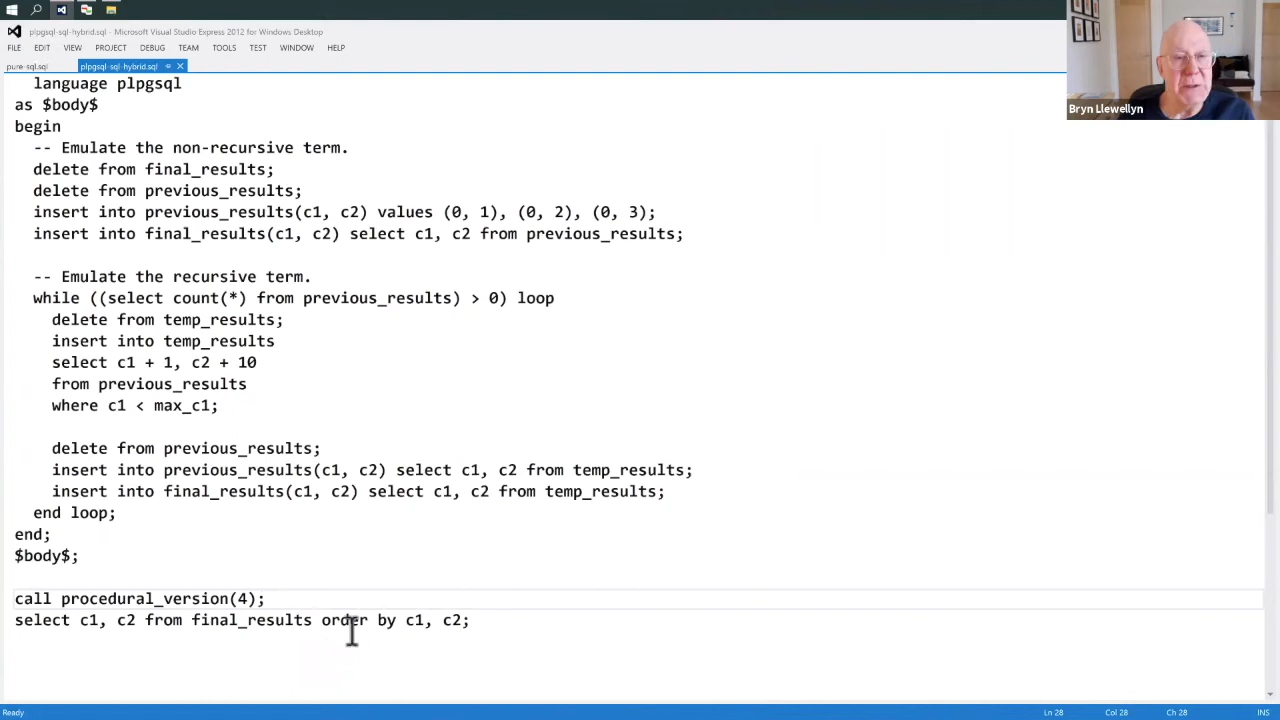 plpgsql-sql-hybrid.sql - Microsoft Visual Studio Express 2012 for Windows Desktop
FILE EDIT VIEW PROJECT DEBUG TEAM TOOLS TEST WINDOW HELP
pure-sql.sql plpgsql-sql-hybrid.sql
language plpgsql
as $body$
begin
-- Emulate the non-recursive term.
delete from final_results;
delete from previous_results;
insert into previous_results(c1, c2) values (0, 1), (0, 2), (0, 3);
insert into final_results(c1, c2) select c1, c2 from previous_results;
-- Emulate the recursive term.
while ((select count(*) from previous_results) > 0) loop
delete from temp_results;
insert into temp_results
select c1 + 1, c2 + 10
from previous_results
where c1 < max_c1;
delete from previous_results;
insert into previous_results(c1, c2) select c1, c2 from temp_results;
insert into final_results(c1, c2) select c1, c2 from temp_results;
end loop;
end;
$body$;
call procedural_version(4);
select c1, c2 from final_results order by c1, c2;
Bryn Llewellyn
Ready Ln 28 Col 28 Ch 28 INS